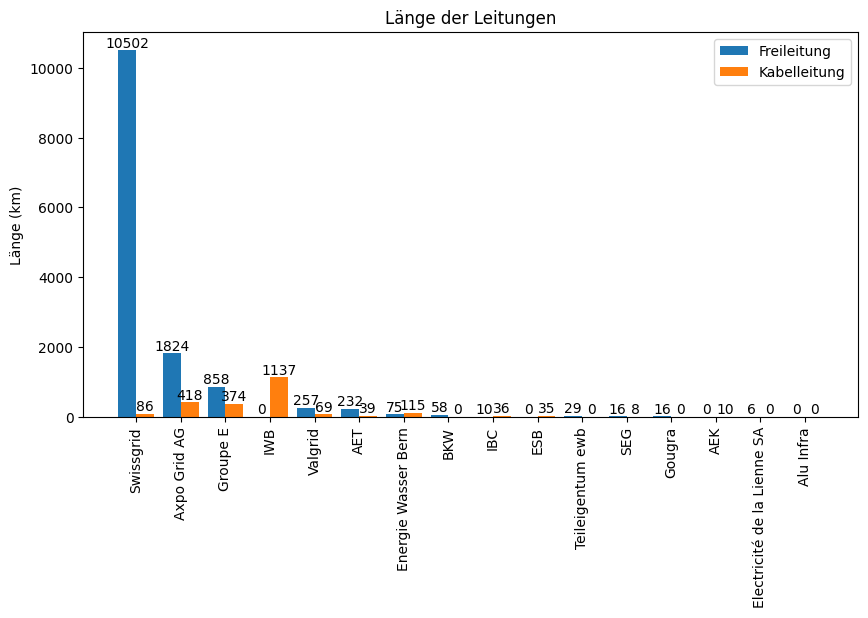 Länge der Leitungen
Freileitung
Kabelleitung
Länge (km)
10000
8000
6000
4000
2000
0
10502
86
1824
418
858
374
0
1137
257
69
232
39
75
115
58
0
10
36
0
35
29
0
16
8
16
0
0
10
6
0
0
0
Swissgrid
Axpo Grid AG
Groupe E
IWB
Valgrid
AET
Energie Wasser Bern
BKW
IBC
ESB
Teileigentum ewb
SEG
Gougra
AEK
Electricité de la Lienne SA
Alu Infra